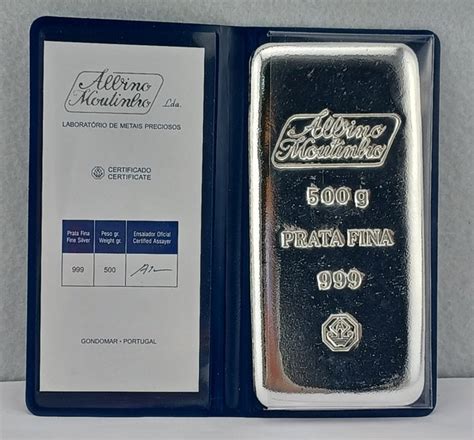 Albino
Moutinho
Lda.
LABORATÓRIO DE METAIS PRECIOSOS
CERTIFICADO
CERTIFICATE
Prata Fina Peso gr. Ensaiador Oficial
Fine Silver Weight gr. Certified Assayer
999 500
GONDOMAR - PORTUGAL
Albino
Moutinho
500 g
PRATA FINA
999